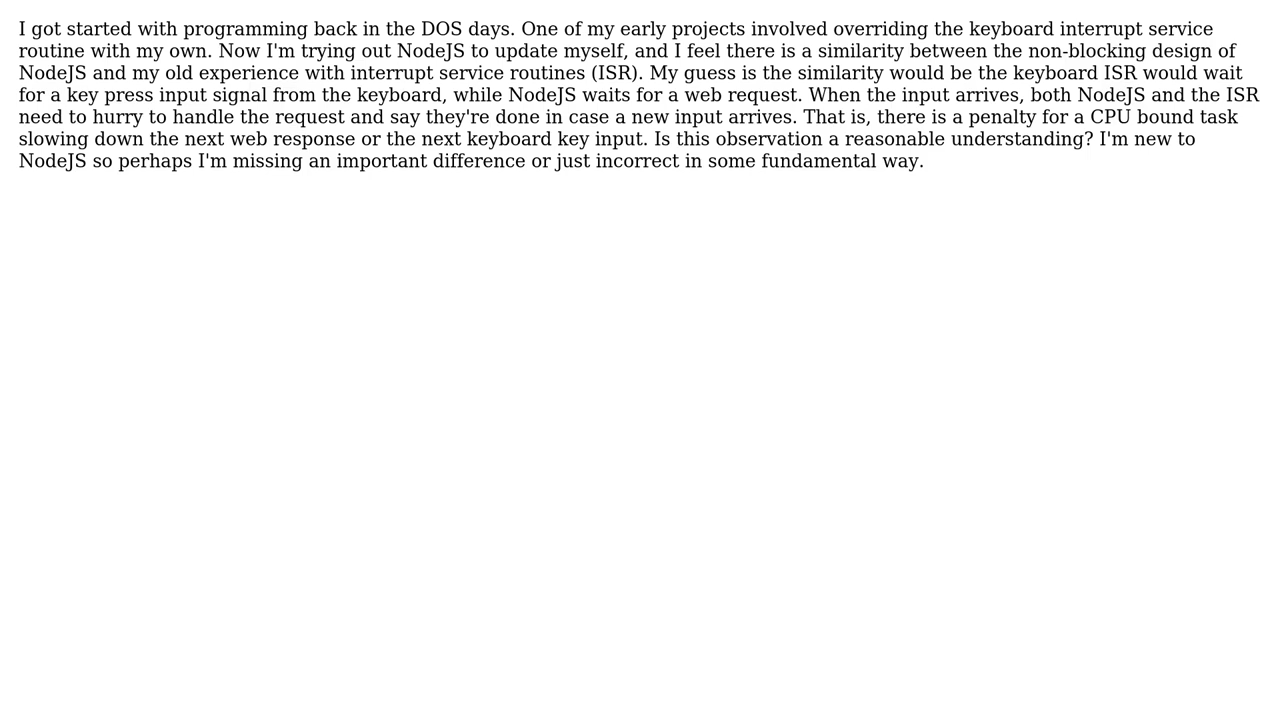 I got started with programming back in the DOS days. One of my early projects involved overriding the keyboard interrupt service
routine with my own. Now I'm trying out NodeJS to update myself, and I feel there is a similarity between the non-blocking design of
NodeJS and my old experience with interrupt service routines (ISR). My guess is the similarity would be the keyboard ISR would wait
for a key press input signal from the keyboard, while NodeJS waits for a web request. When the input arrives, both NodeJS and the ISR
need to hurry to handle the request and say they're done in case a new input arrives. That is, there is a penalty for a CPU bound task
slowing down the next web response or the next keyboard key input. Is this observation a reasonable understanding? I'm new to
NodeJS so perhaps I'm missing an important difference or just incorrect in some fundamental way.